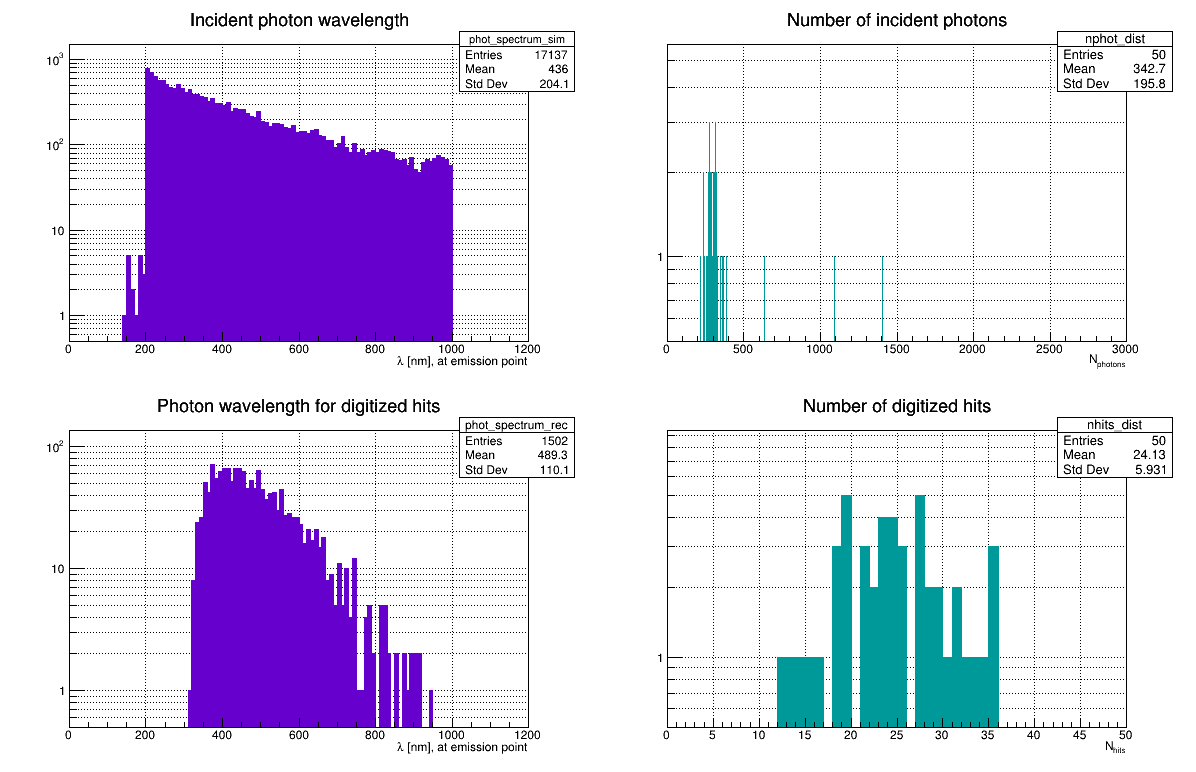 Incident photon wavelength
phot_spectrum_sim
Entries 17137
Mean 436
Std Dev 204.1
10³
10²
10
1
0 200 400 600 800 1000 1200
λ [nm], at emission point
Number of incident photons
nphot_dist
Entries 50
Mean 342.7
Std Dev 195.8
1
0 500 1000 1500 2000 2500 3000
Nphotons
Photon wavelength for digitized hits
phot_spectrum_rec
Entries 1502
Mean 489.3
Std Dev 110.1
10²
10
1
0 200 400 600 800 1000 1200
λ [nm], at emission point
Number of digitized hits
nhits_dist
Entries 50
Mean 24.13
Std Dev 5.931
1
0 5 10 15 20 25 30 35 40 45 50
Nhits